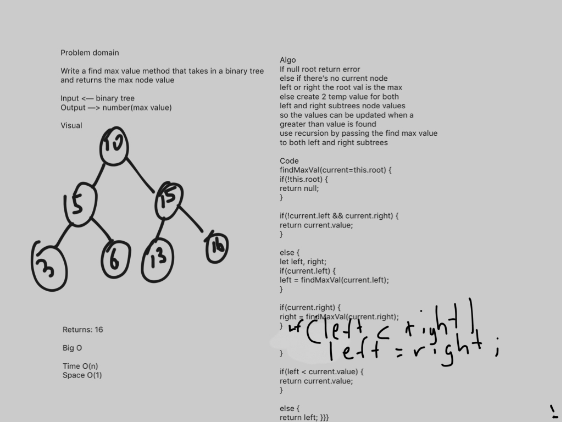 Problem domain
Write a find max value method that takes in a binary tree
and returns the max node value
Input <— binary tree
Output —> number(max value)
Visual
10
5
15
3
6
13
16
Returns: 16
Big O
Time O(n)
Space O(1)
Algo
If null root return error
else if there's no current node
left or right the root val is the max
else create 2 temp value for both
left and right subtrees node values
so the values can be updated when a
greater than value is found
use recursion by passing the find max value
to both left and right subtrees
Code
findMaxVal(current=this.root) {
if(!this.root) {
return null;
}
if(!current.left && current.right) {
return current.value;
}
else {
let left, right;
if(current.left) {
left = findMaxVal(current.left);
}
if(current.right) {
right = findMaxVal(current.right);
}
if(left < right)
left = right;
}
if(left < current.value) {
return current.value;
}
else {
return left; }}}